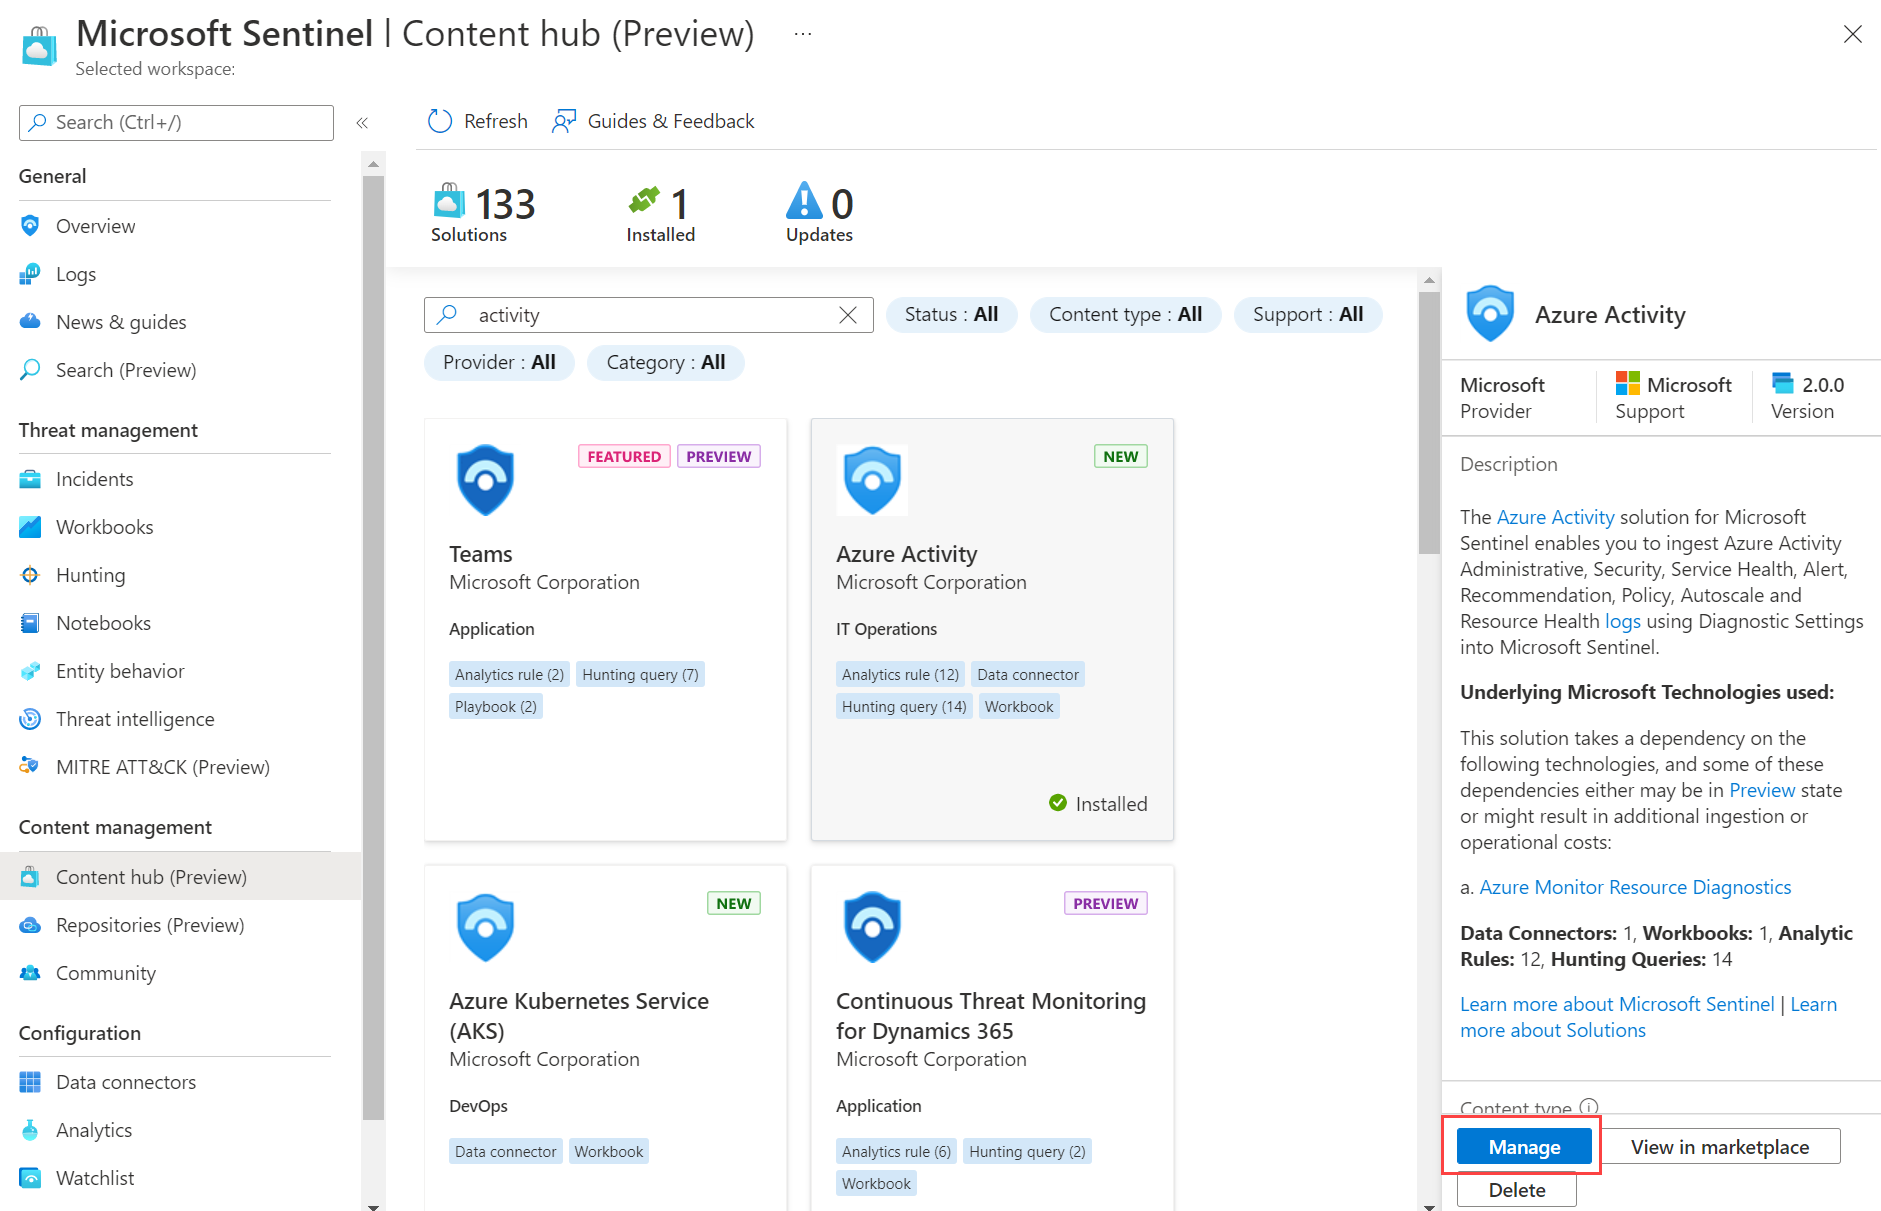 Microsoft Sentinel | Content hub (Preview) ...
Selected workspace:
Search (Ctrl+/)
«
General
Overview
Logs
News & guides
Search (Preview)
Threat management
Incidents
Workbooks
Hunting
Notebooks
Entity behavior
Threat intelligence
MITRE ATT&CK (Preview)
Content management
Content hub (Preview)
Repositories (Preview)
Community
Configuration
Data connectors
Analytics
Watchlist
Refresh
Guides & Feedback
133
Solutions
1
Installed
0
Updates
activity
Status : All
Content type : All
Support : All
Provider : All
Category : All
FEATURED
PREVIEW
Teams
Microsoft Corporation
Application
Analytics rule (2)
Hunting query (7)
Playbook (2)
NEW
Azure Activity
Microsoft Corporation
IT Operations
Analytics rule (12)
Data connector
Hunting query (14)
Workbook
Installed
NEW
Azure Kubernetes Service
(AKS)
Microsoft Corporation
DevOps
Data connector
Workbook
PREVIEW
Continuous Threat Monitoring
for Dynamics 365
Microsoft Corporation
Application
Analytics rule (6)
Hunting query (2)
Workbook
Azure Activity
Microsoft
Provider
Microsoft
Support
2.0.0
Version
Description
The Azure Activity solution for Microsoft
Sentinel enables you to ingest Azure Activity
Administrative, Security, Service Health, Alert,
Recommendation, Policy, Autoscale and
Resource Health logs using Diagnostic Settings
into Microsoft Sentinel.
Underlying Microsoft Technologies used:
This solution takes a dependency on the
following technologies, and some of these
dependencies either may be in Preview state
or might result in additional ingestion or
operational costs:
a. Azure Monitor Resource Diagnostics
Data Connectors: 1, Workbooks: 1, Analytic
Rules: 12, Hunting Queries: 14
Learn more about Microsoft Sentinel | Learn
more about Solutions
Content type
Manage
View in marketplace
Delete